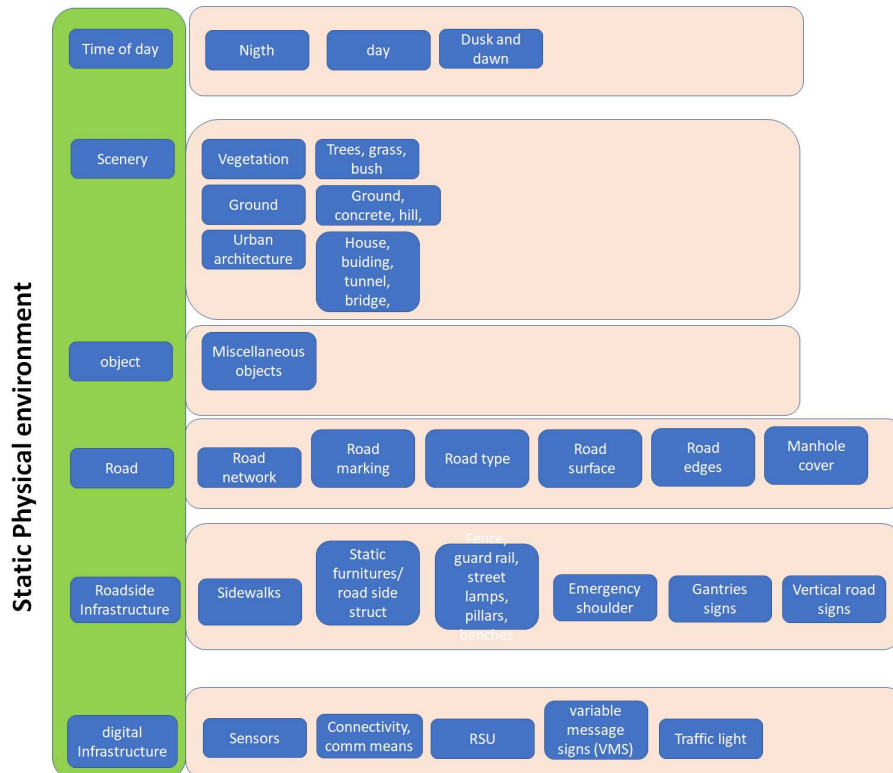 Static Physical environment
Time of day
Nigth
day
Dusk and
dawn
Scenery
Vegetation
Trees, grass,
bush
Ground
Ground,
concrete, hill,
Urban
architecture
House,
buiding,
tunnel,
bridge,
object
Miscellaneous
objects
Road
Road
network
Road
marking
Road type
Road
surface
Road
edges
Manhole
cover
Roadside
Infrastructure
Sidewalks
Static
furnitures/
road side
struct
Fence,
guard rail,
street
lamps,
pillars,
benches
Emergency
shoulder
Gantries
signs
Vertical road
signs
digital
Infrastructure
Sensors
Connectivity,
comm means
RSU
variable
message
signs (VMS)
Traffic light